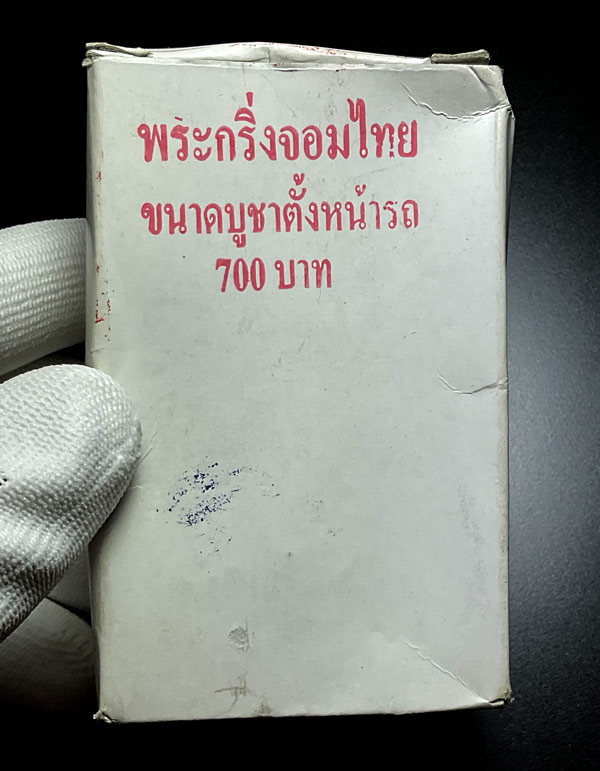 พระกริ่งจอมไทย
ขนาดบูชาตั้งหน้ารถ
700 บาท